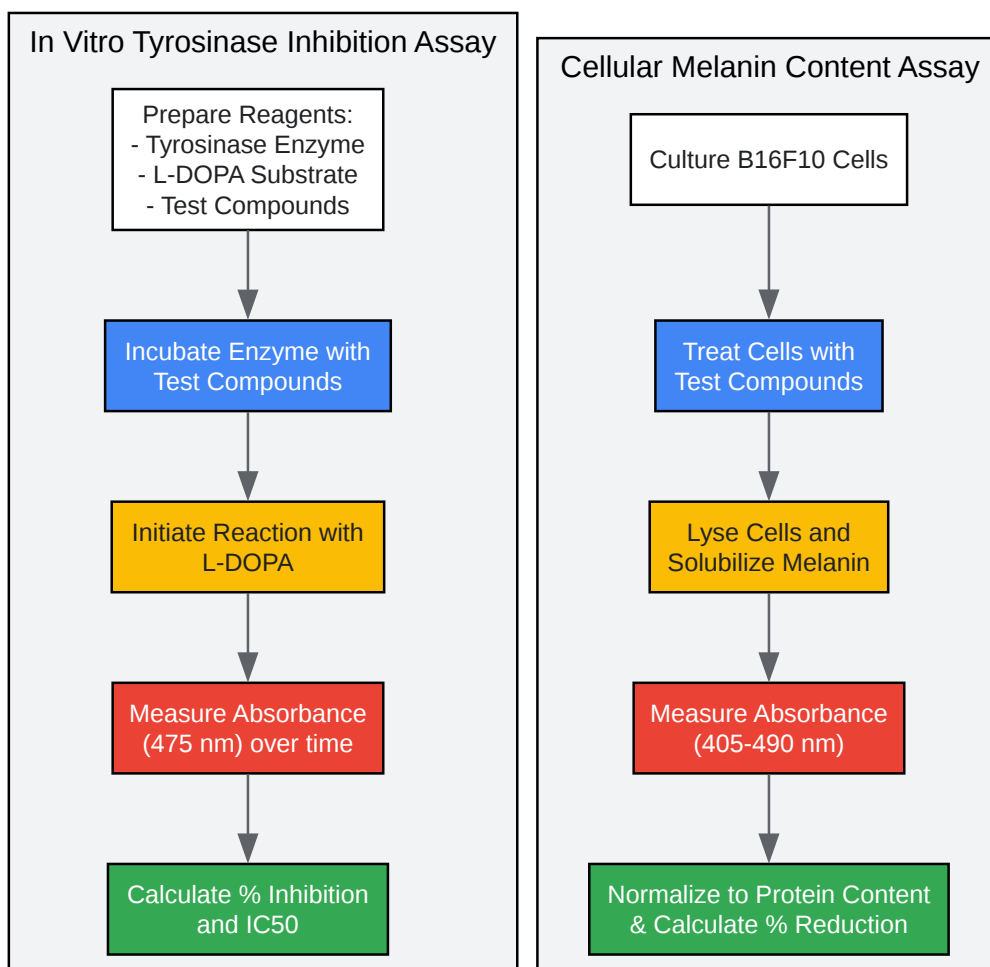 In Vitro Tyrosinase Inhibition Assay
Prepare Reagents:
- Tyrosinase Enzyme
- L-DOPA Substrate
- Test Compounds
Incubate Enzyme with
Test Compounds
Initiate Reaction with
L-DOPA
Measure Absorbance
(475 nm) over time
Calculate % Inhibition
and IC50
Cellular Melanin Content Assay
Culture B16F10 Cells
Treat Cells with
Test Compounds
Lyse Cells and
Solubilize Melanin
Measure Absorbance
(405-490 nm)
Normalize to Protein Content
& Calculate % Reduction